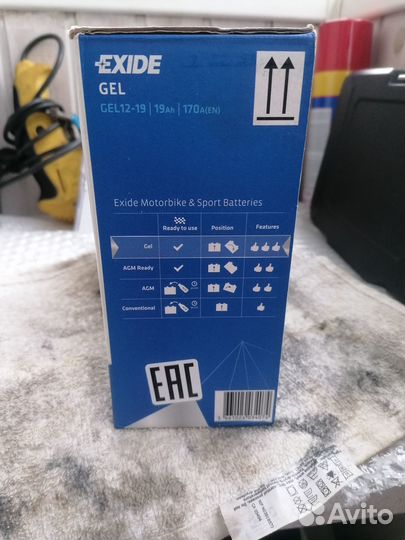 EXIDE
GEL
GEL12-19 | 19Ah | 170A(EN)
Exide Motorbike & Sport Batteries
Ready to use Position Features
Gel
AGM Ready
AGM
Conventional
EAC
Avito